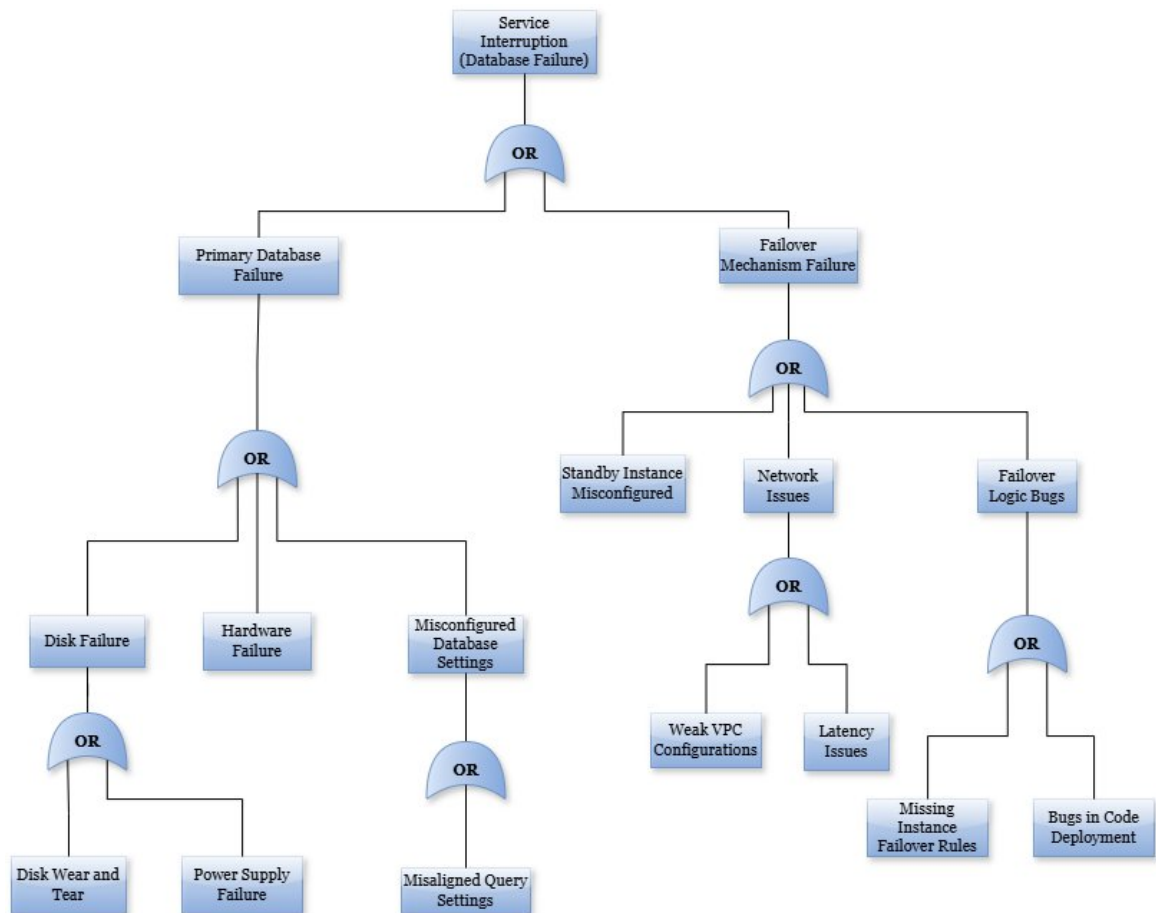 Service
Interruption
(Database Failure)
OR
Primary Database
Failure
Failover
Mechanism Failure
OR
OR
Standby Instance
Misconfigured
Network
Issues
Failover
Logic Bugs
Disk Failure
Hardware
Failure
Misconfigured
Database
Settings
OR
OR
OR
OR
Weak VPC
Configurations
Latency
Issues
Missing
Instance
Failover Rules
Bugs in Code
Deployment
Disk Wear and
Tear
Power Supply
Failure
Misaligned Query
Settings